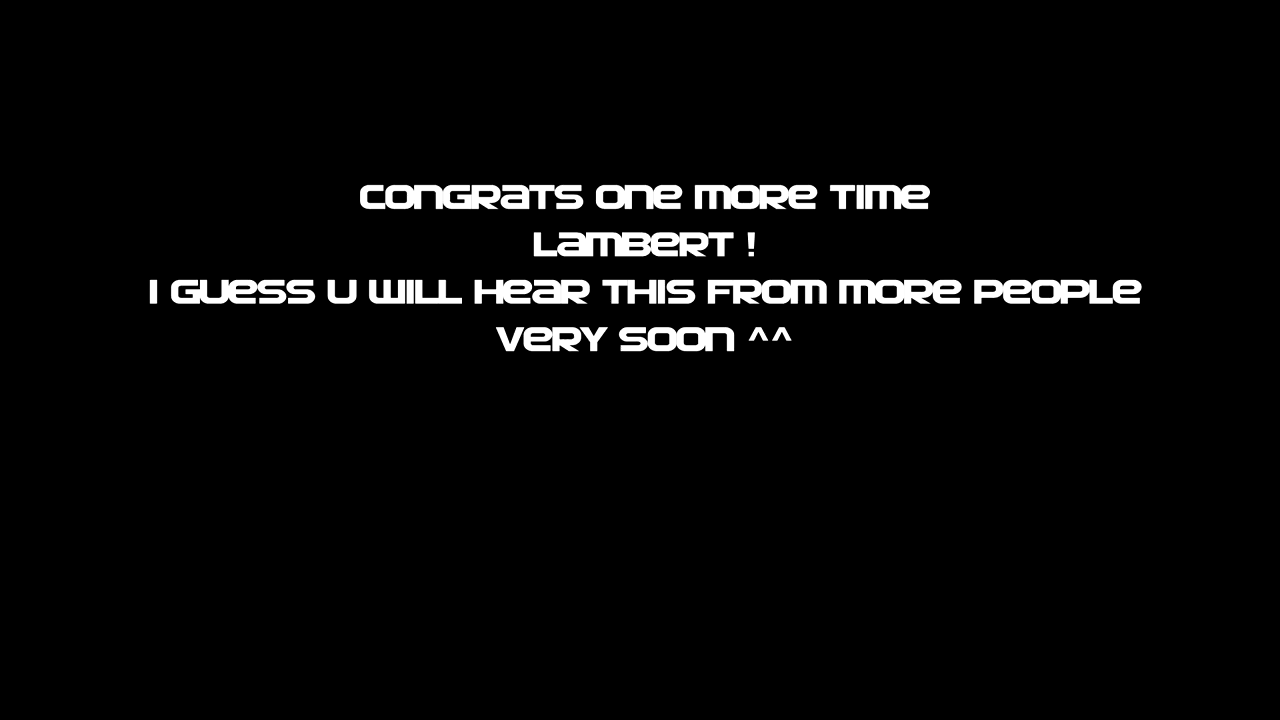 Congrats one more time
Lambert !
I guess u will hear this from more people
very soon ^^